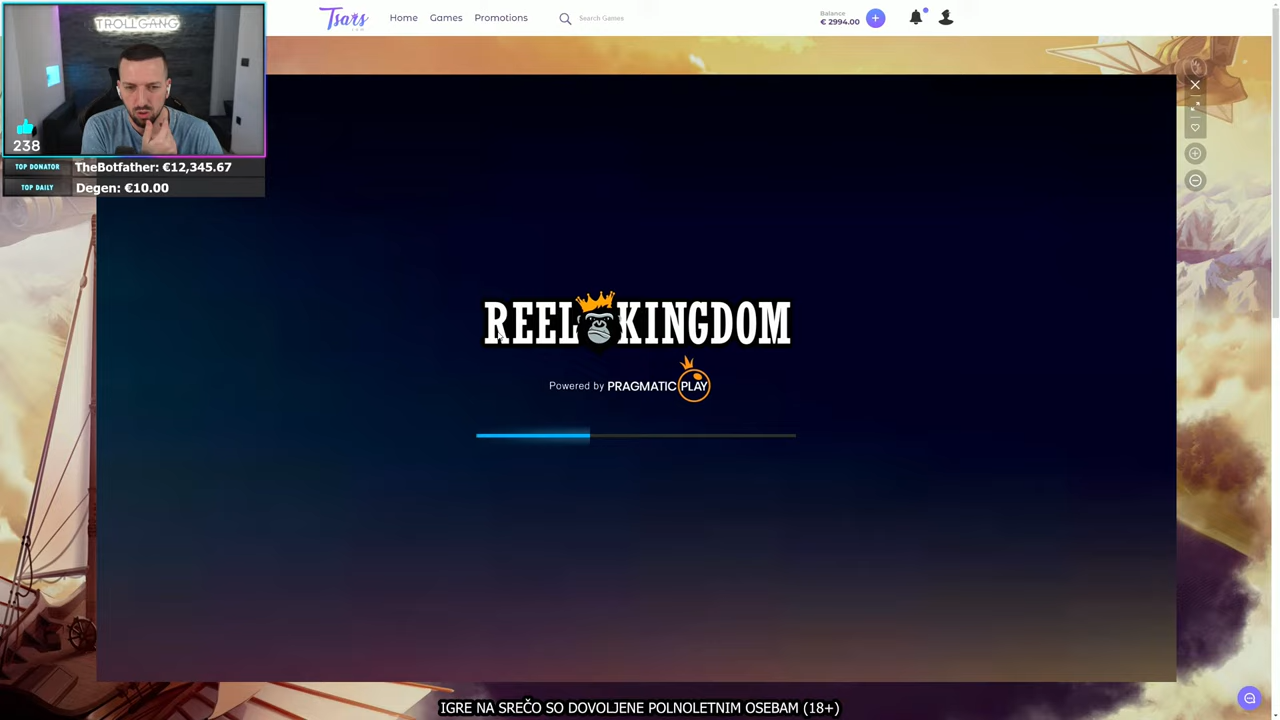 TROLLGANG
238
TOP DONATOR TheBotfather: €12,345.67
TOP DAILY Degen: €10.00
Tsars
Home Games Promotions Search Games
Balance
€ 2994.00
REEL KINGDOM
Powered by PRAGMATIC PLAY
IGRE NA SREČO SO DOVOLJENE POLNOLETNIM OSEBAM (18+)